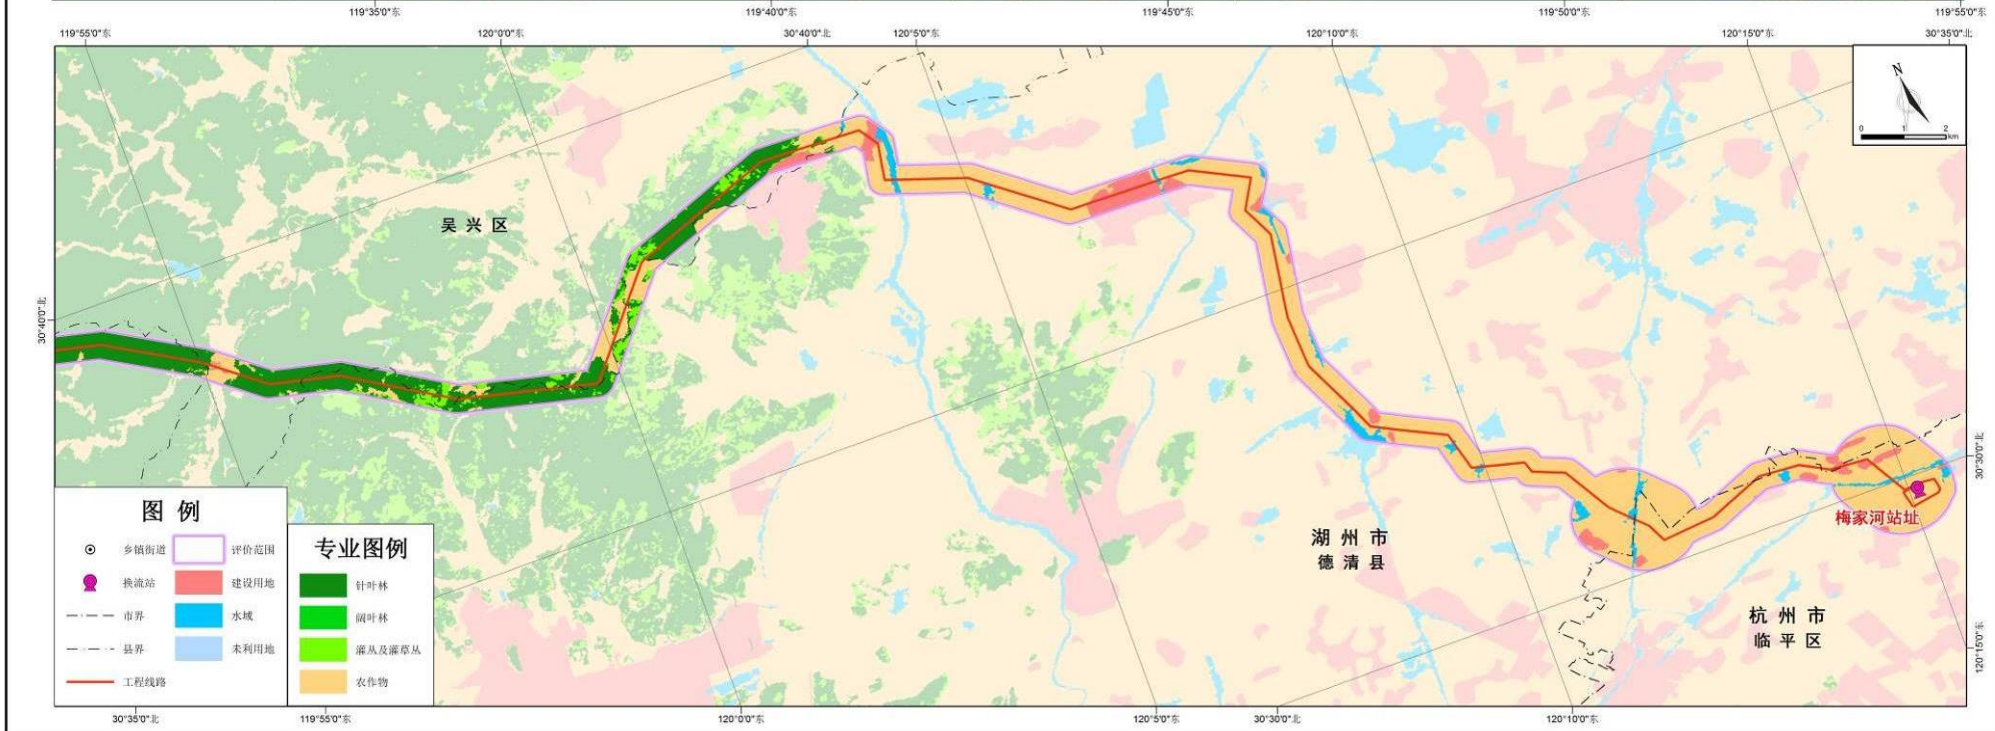 119°35'0"东
119°40'0"东
119°45'0"东
119°50'0"东
119°55'0"东
119°55'0"东
120°0'0"东
30°40'0"北
120°5'0"东
120°10'0"东
120°15'0"东
30°35'0"北
N
0 1 2 km
吴兴区
30°40'0"北
30°30'0"北
梅家河站址
湖州市
德清县
杭州市
临平区
120°15'0"东
图例
乡镇街道
评价范围
换流站
建设用地
市界
水域
县界
未利用地
工程线路
专业图例
针叶林
阔叶林
灌丛及灌草丛
农作物
30°35'0"北
119°55'0"东
120°0'0"东
120°5'0"东
30°30'0"北
120°10'0"东